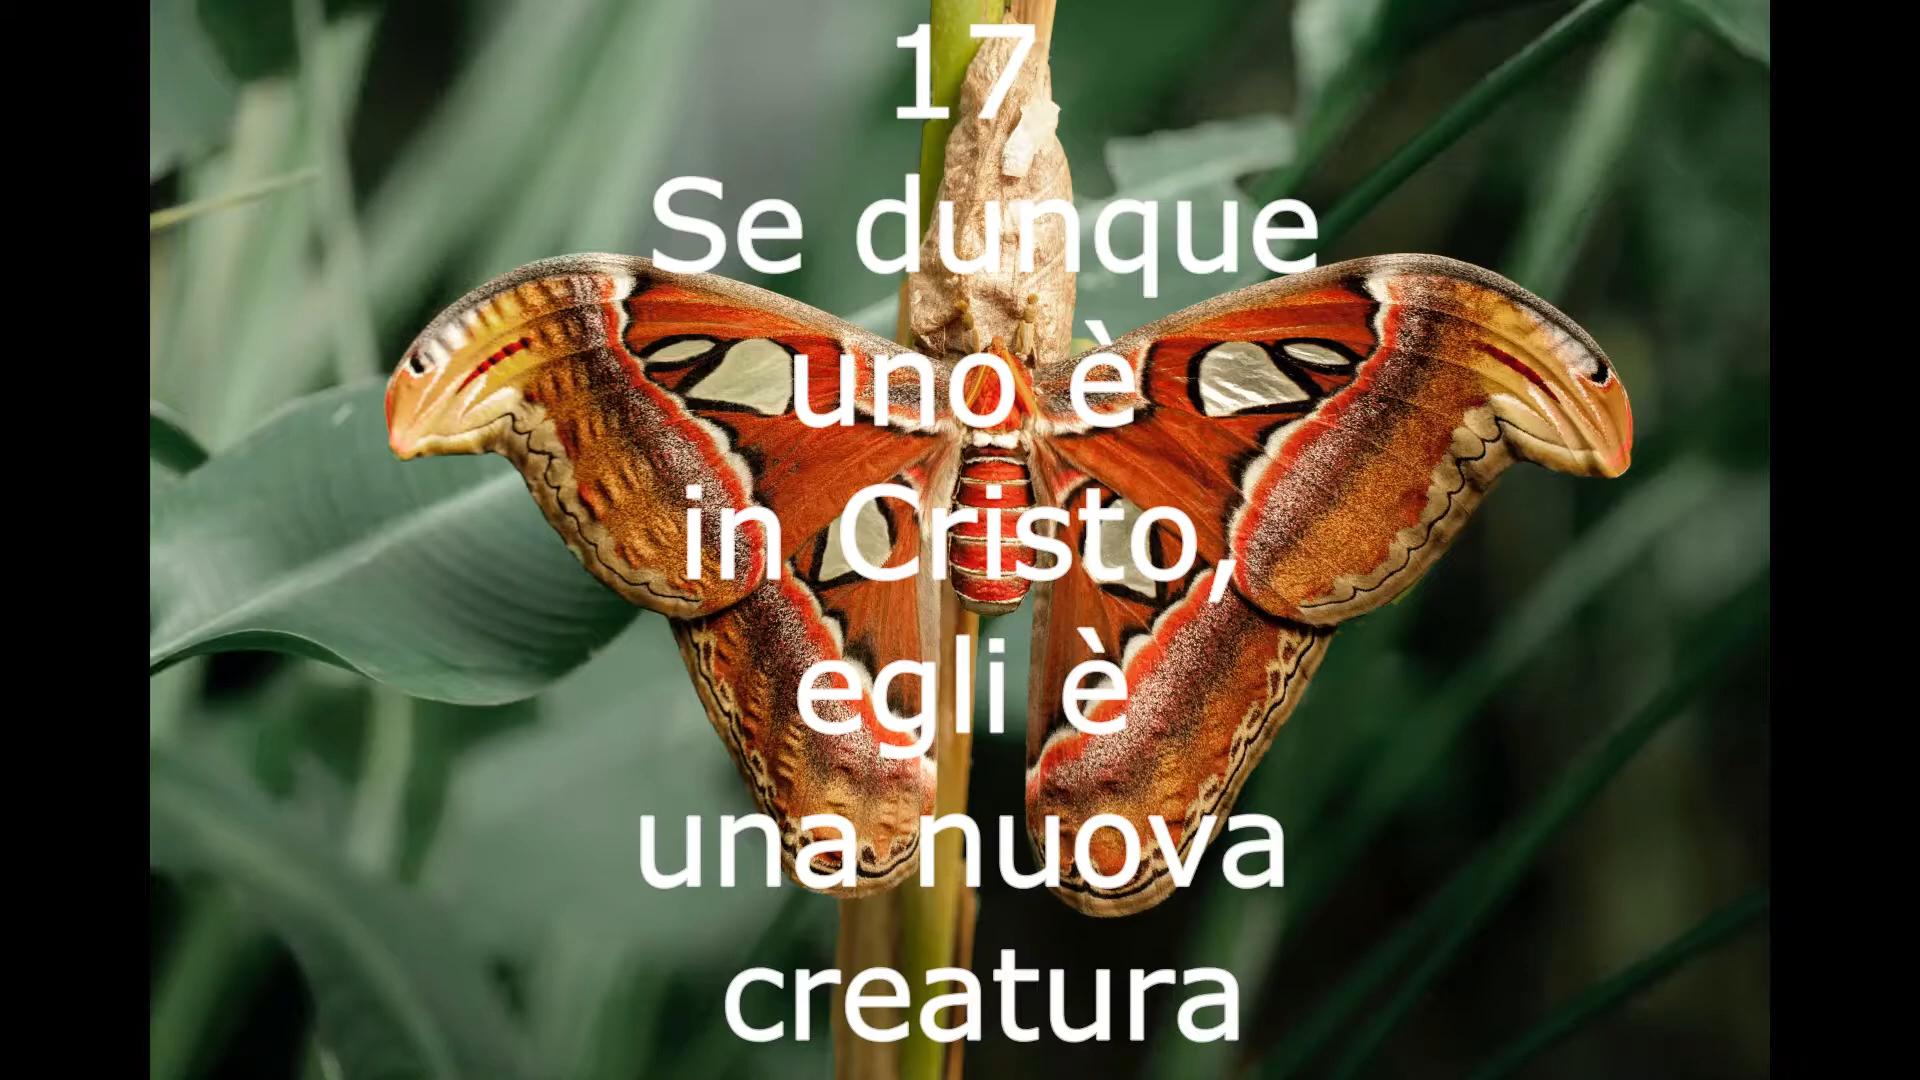 17
Se dunque
uno è
in Cristo,
egli è
una nuova
creatura